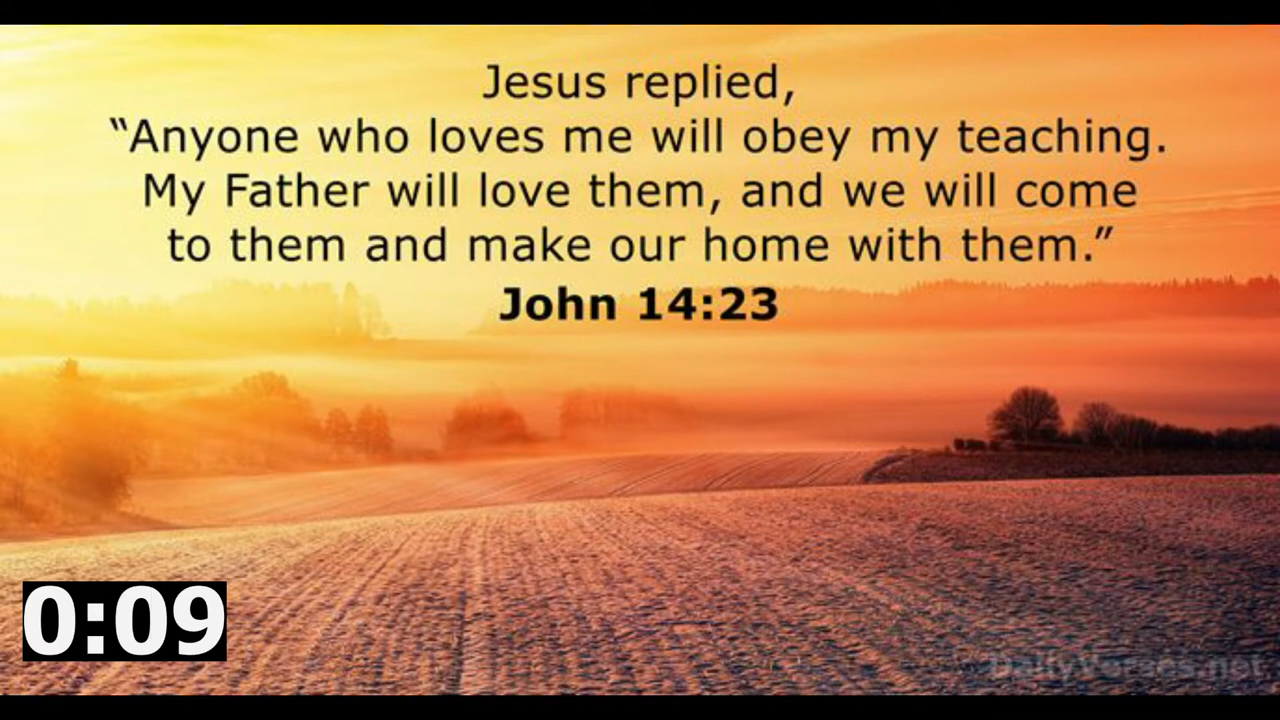 Jesus replied,
“Anyone who loves me will obey my teaching.
My Father will love them, and we will come
to them and make our home with them.”
John 14:23
0:09
DailyVerses.net